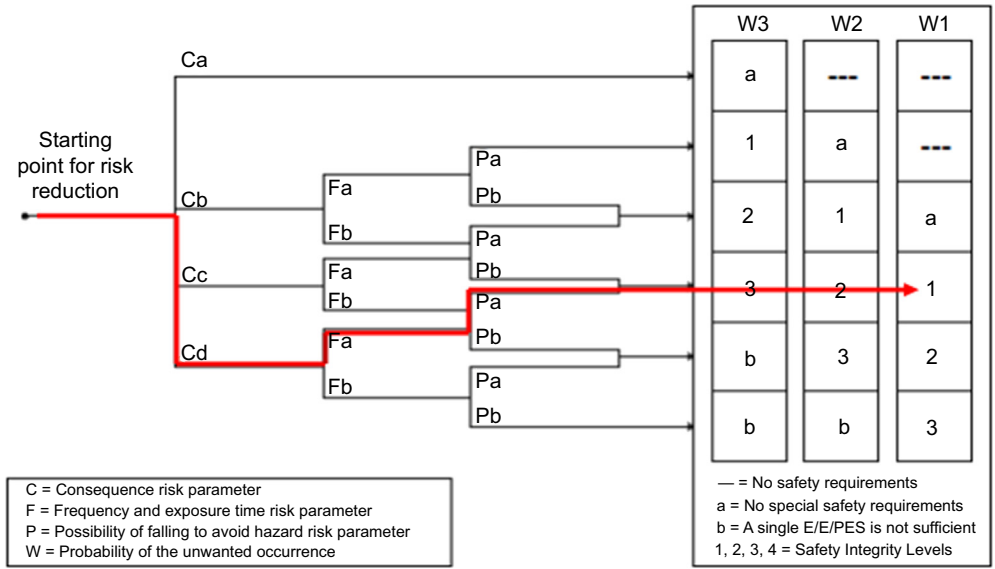 W3 W2 W1
Ca
a --- ---
Starting
point for risk
reduction
Pa
1 a ---
Fa
Cb
Pb
2 1 a
Fb
Pa
Cc
Fa
Pb
3 2 1
Fb
Pa
Cd
Fa
Pb
b 3 2
Fb
Pa
Pb
b b 3
C = Consequence risk parameter
F = Frequency and exposure time risk parameter
P = Possibility of falling to avoid hazard risk parameter
W = Probability of the unwanted occurrence
— = No safety requirements
a = No special safety requirements
b = A single E/E/PES is not sufficient
1, 2, 3, 4 = Safety Integrity Levels